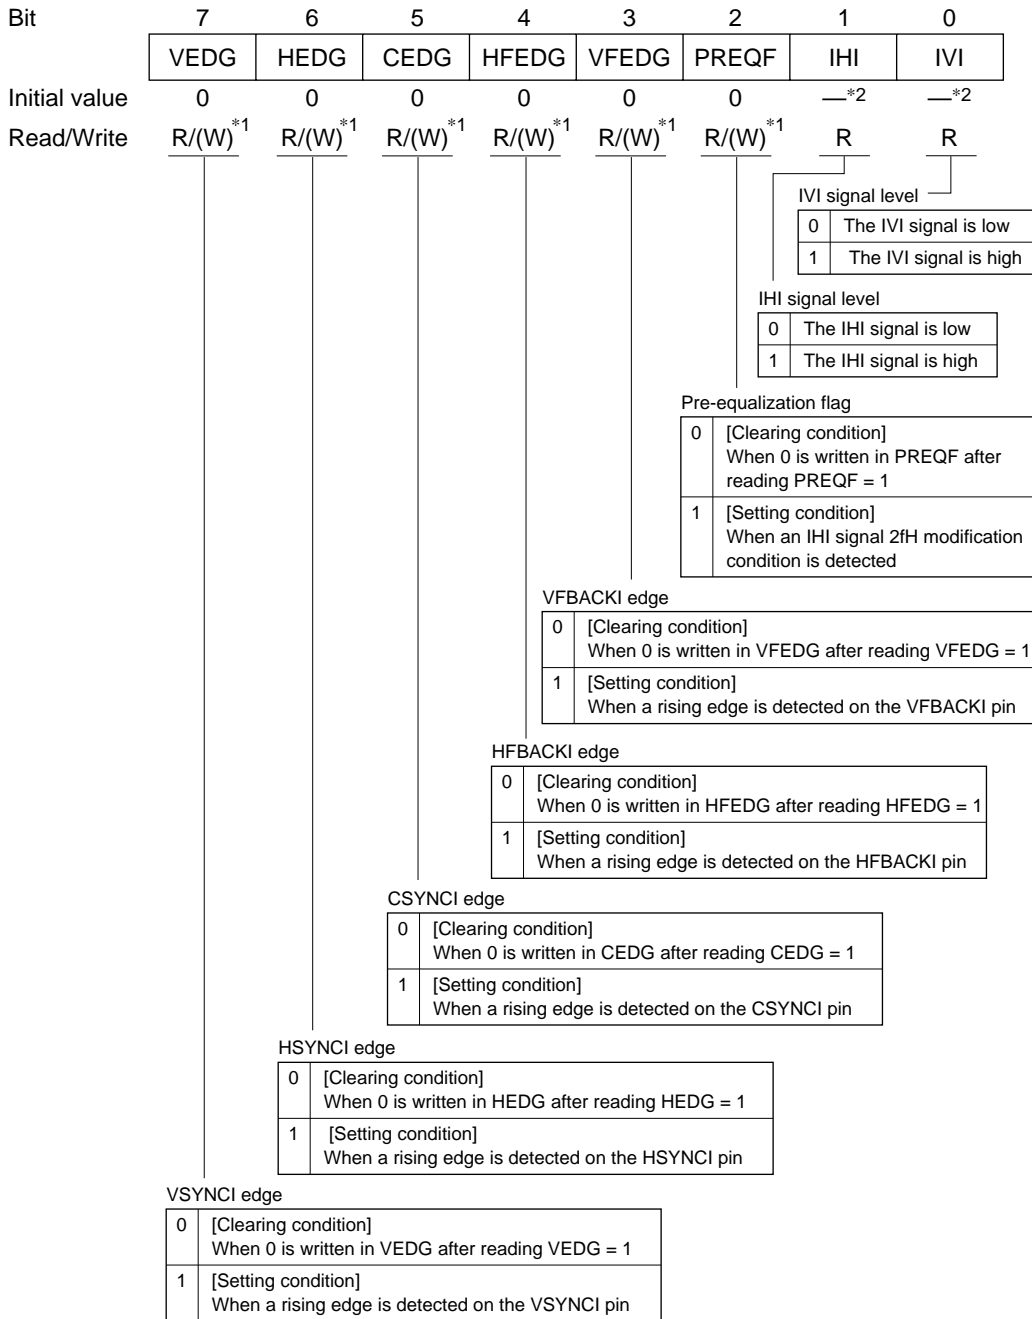 Bit 7 6 5 4 3 2 1 0
VEDG HEDG CEDG HFEDG VFEDG PREQF IHI IVI
Initial value 0 0 0 0 0 0 —*2 —*2
Read/Write R/(W)*1 R/(W)*1 R/(W)*1 R/(W)*1 R/(W)*1 R/(W)*1 R R
IVI signal level
0 The IVI signal is low
1 The IVI signal is high
IHI signal level
0 The IHI signal is low
1 The IHI signal is high
Pre-equalization flag
0 [Clearing condition]
When 0 is written in PREQF after
reading PREQF = 1
1 [Setting condition]
When an IHI signal 2fH modification
condition is detected
VFBACKI edge
0 [Clearing condition]
When 0 is written in VFEDG after reading VFEDG = 1
1 [Setting condition]
When a rising edge is detected on the VFBACKI pin
HFBACKI edge
0 [Clearing condition]
When 0 is written in HFEDG after reading HFEDG = 1
1 [Setting condition]
When a rising edge is detected on the HFBACKI pin
CSYNCI edge
0 [Clearing condition]
When 0 is written in CEDG after reading CEDG = 1
1 [Setting condition]
When a rising edge is detected on the CSYNCI pin
HSYNCI edge
0 [Clearing condition]
When 0 is written in HEDG after reading HEDG = 1
1 [Setting condition]
When a rising edge is detected on the HSYNCI pin
VSYNCI edge
0 [Clearing condition]
When 0 is written in VEDG after reading VEDG = 1
1 [Setting condition]
When a rising edge is detected on the VSYNCI pin